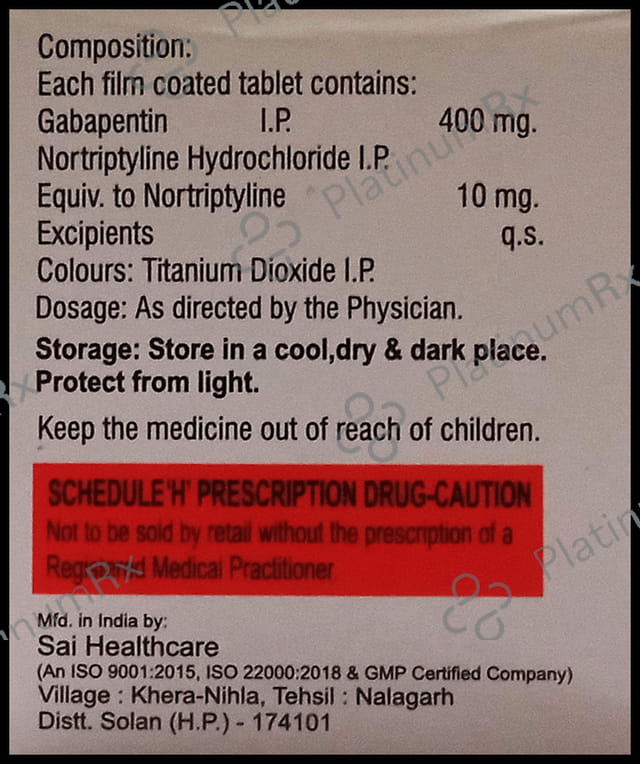 Composition:
Each film coated tablet contains:
Gabapentin I.P. 400 mg.
Nortriptyline Hydrochloride I.P.
Equiv. to Nortriptyline 10 mg.
Excipients q.s.
Colours: Titanium Dioxide I.P.
Dosage: As directed by the Physician.
Storage: Store in a cool,dry & dark place.
Protect from light.
Keep the medicine out of reach of children.
SCHEDULE 'H' PRESCRIPTION DRUG-CAUTION
Not to be sold by retail without the prescription of a
Registered Medical Practitioner
Mfd. in India by:
Sai Healthcare
(An ISO 9001:2015, ISO 22000:2018 & GMP Certified Company)
Village : Khera-Nihla, Tehsil : Nalagarh
Distt. Solan (H.P.) - 174101
PlatinumRx
PlatinumRx
PlatinumRx